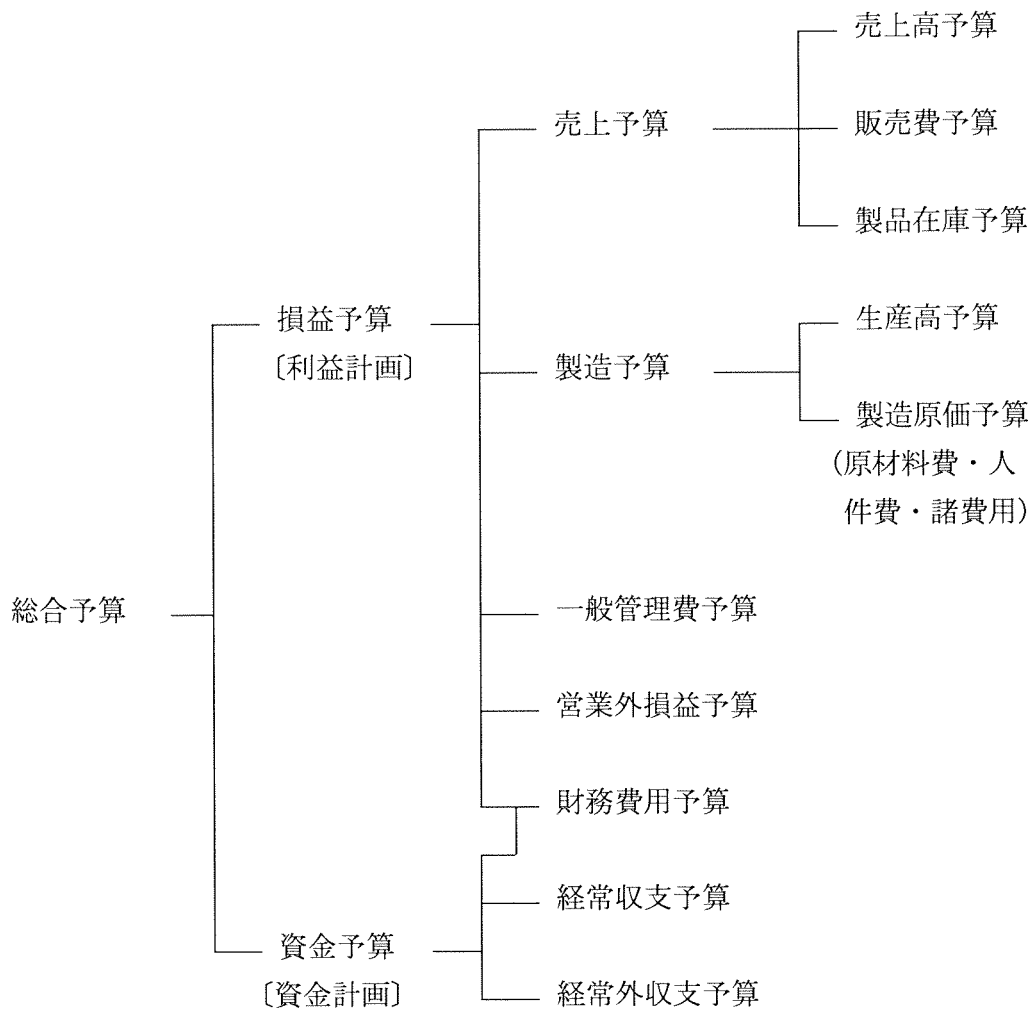 売上高予算
売上予算
販売費予算
製品在庫予算
損益予算
〔利益計画〕
生産高予算
製造予算
製造原価予算
(原材料費・人
件費・諸費用)
総合予算
一般管理費予算
営業外損益予算
財務費用予算
経常収支予算
資金予算
〔資金計画〕
経常外収支予算